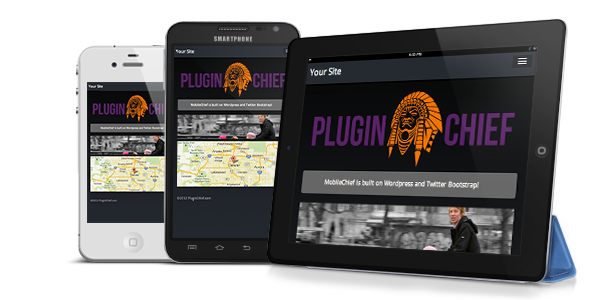 Your Site
PLUGIN CHIEF
MobileChief is built on Wordpress and Twitter Bootstrap!
SMARTPHONE
Your Site
PLUGIN CHIEF
MobileChief is built on Wordpress and Twitter Bootstrap!
©2012 PluginChief.com
Your Site
PLUGIN CHIEF
MobileChief is built on Wordpress and Twitter Bootstrap!